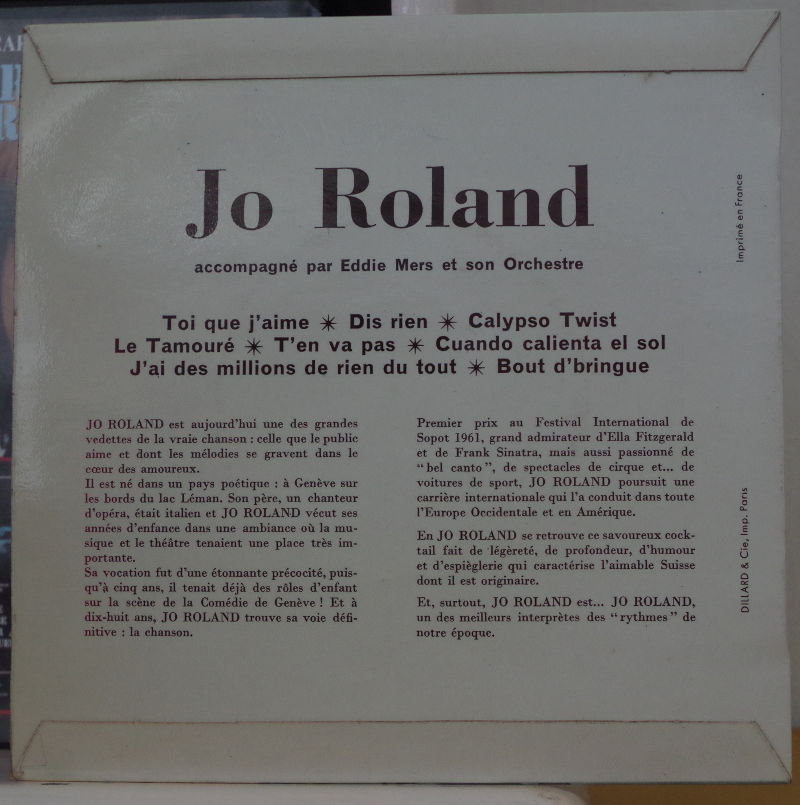 Jo Roland
accompagné par Eddie Mers et son Orchestre
Toi que j'aime ✴ Dis rien ✴ Calypso Twist
Le Tamouré ✴ T'en va pas ✴ Cuando calienta el sol
J'ai des millions de rien du tout ✴ Bout d'bringue
JO ROLAND est aujourd'hui une des grandes
vedettes de la vraie chanson : celle que le public
aime et dont les mélodies se gravent dans le
cœur des amoureux.
Il est né dans un pays poétique : à Genève sur
les bords du lac Léman. Son père, un chanteur
d'opéra, était italien et JO ROLAND vécut ses
années d'enfance dans une ambiance où la mu-
sique et le théâtre tenaient une place très im-
portante.
Sa vocation fut d'une étonnante précocité, puis-
qu'à cinq ans, il tenait déjà des rôles d'enfant
sur la scène de la Comédie de Genève ! Et à
dix-huit ans, JO ROLAND trouve sa voie défi-
nitive : la chanson.
Premier prix au Festival International de
Sopot 1961, grand admirateur d'Ella Fitzgerald
et de Frank Sinatra, mais aussi passionné de
“bel canto”, de spectacles de cirque et... de
voitures de sport, JO ROLAND poursuit une
carrière internationale qui l'a conduit dans toute
l'Europe Occidentale et en Amérique.
En JO ROLAND se retrouve ce savoureux cock-
tail fait de légèreté, de profondeur, d'humour
et d'espièglerie qui caractérise l'aimable Suisse
dont il est originaire.
Et, surtout, JO ROLAND est... JO ROLAND,
un des meilleurs interprètes des “rythmes” de
notre époque.
Imprimé en France
DILLARD & Cie, Imp. Paris